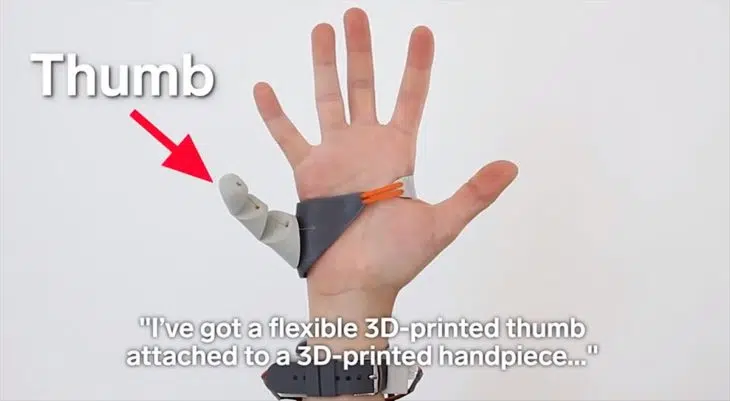 Thumb
"I've got a flexible 3D-printed thumb
attached to a 3D-printed handpiece..."